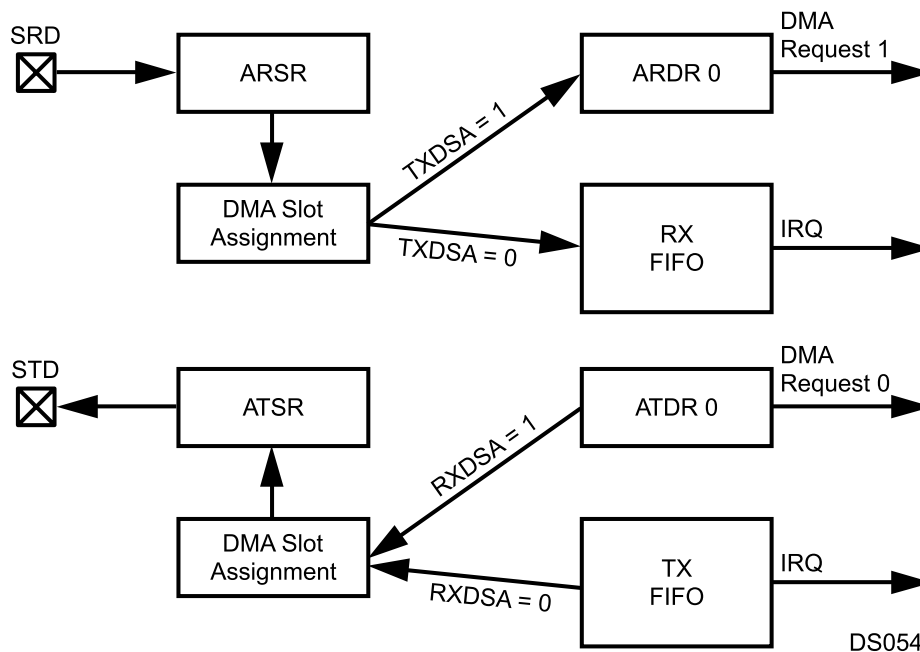 SRD
ARSR
DMA Slot
Assignment
TXDSA = 1
TXDSA = 0
ARDR 0
DMA
Request 1
RX
FIFO
IRQ
STD
ATSR
DMA Slot
Assignment
RXDSA = 1
RXDSA = 0
ATDR 0
DMA
Request 0
TX
FIFO
IRQ
DS054